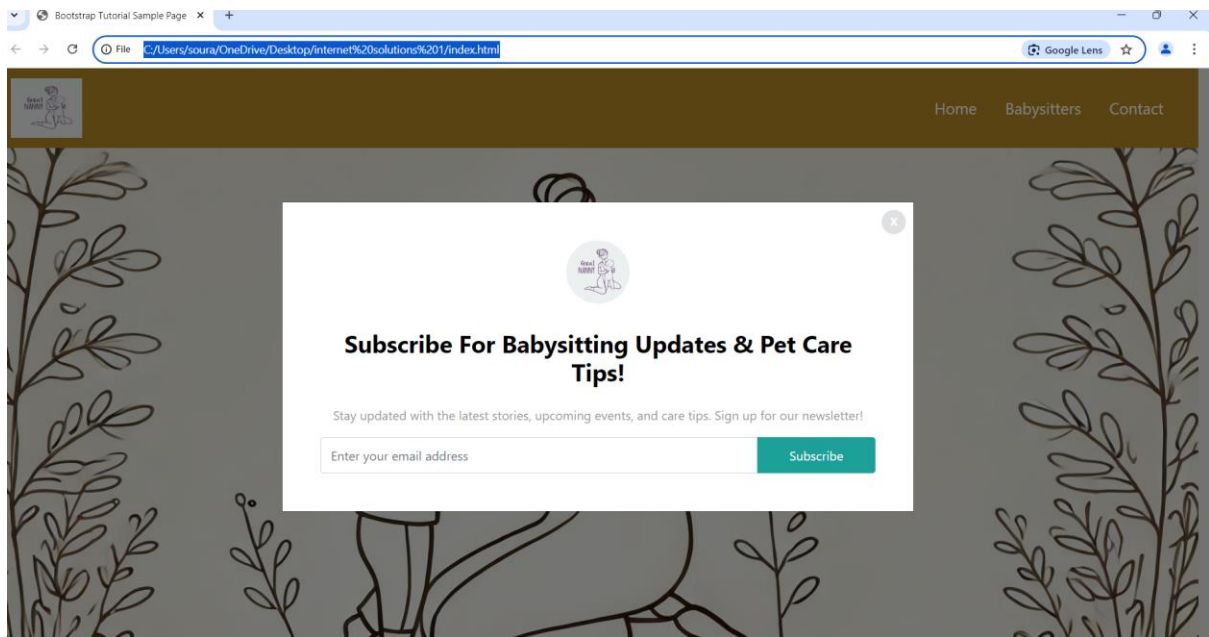 Bootstrap Tutorial Sample Page
File C:/Users/soura/OneDrive/Desktop/internet%20solutions%201/index.html Google Lens
NANNY Home Babysitters Contact
X
NANNY
Subscribe For Babysitting Updates & Pet Care
Tips!
Stay updated with the latest stories, upcoming events, and care tips. Sign up for our newsletter!
Enter your email address Subscribe